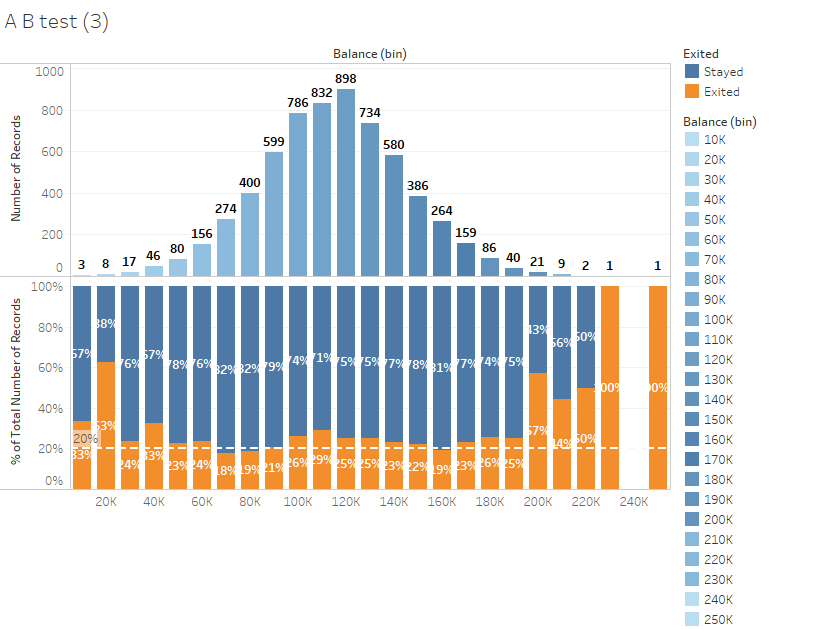 A B test (3)
Balance (bin)
Number of Records
1000
800
600
400
200
0
3 8 17 46 80 156 274 400 599 786 832 898 734 580 386 264 159 86 40 21 9 2 1 1
% of Total Number of Records
100%
80%
60%
40%
20%
0%
67% 38% 76% 67% 78% 76% 82% 82% 79% 74% 71% 75% 75% 77% 78% 81% 77% 74% 75% 43% 56% 50% 100% 100%
20%
33% 63% 24% 33% 23% 24% 18% 19% 21% 26% 29% 25% 25% 23% 22% 19% 23% 26% 25% 57% 44% 50%
20K 40K 60K 80K 100K 120K 140K 160K 180K 200K 220K 240K
Exited
Stayed
Exited
Balance (bin)
10K
20K
30K
40K
50K
60K
70K
80K
90K
100K
110K
120K
130K
140K
150K
160K
170K
180K
190K
200K
210K
220K
230K
240K
250K